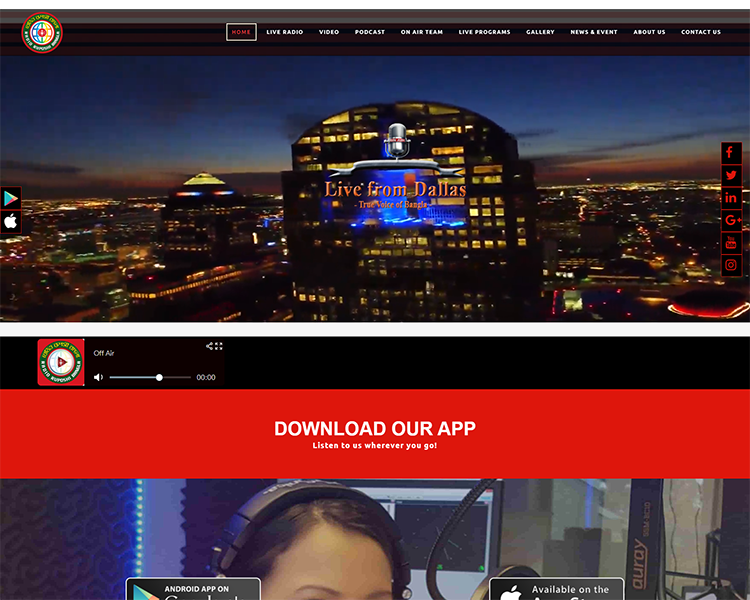 HOME LIVE RADIO VIDEO PODCAST ON AIR TEAM LIVE PROGRAMS GALLERY NEWS & EVENT ABOUT US CONTACT US
Live from Dallas
- True Voice of Bangla -
Off Air
00:00
DOWNLOAD OUR APP
Listen to us wherever you go!
auray
ANDROID APP ON
Available on the